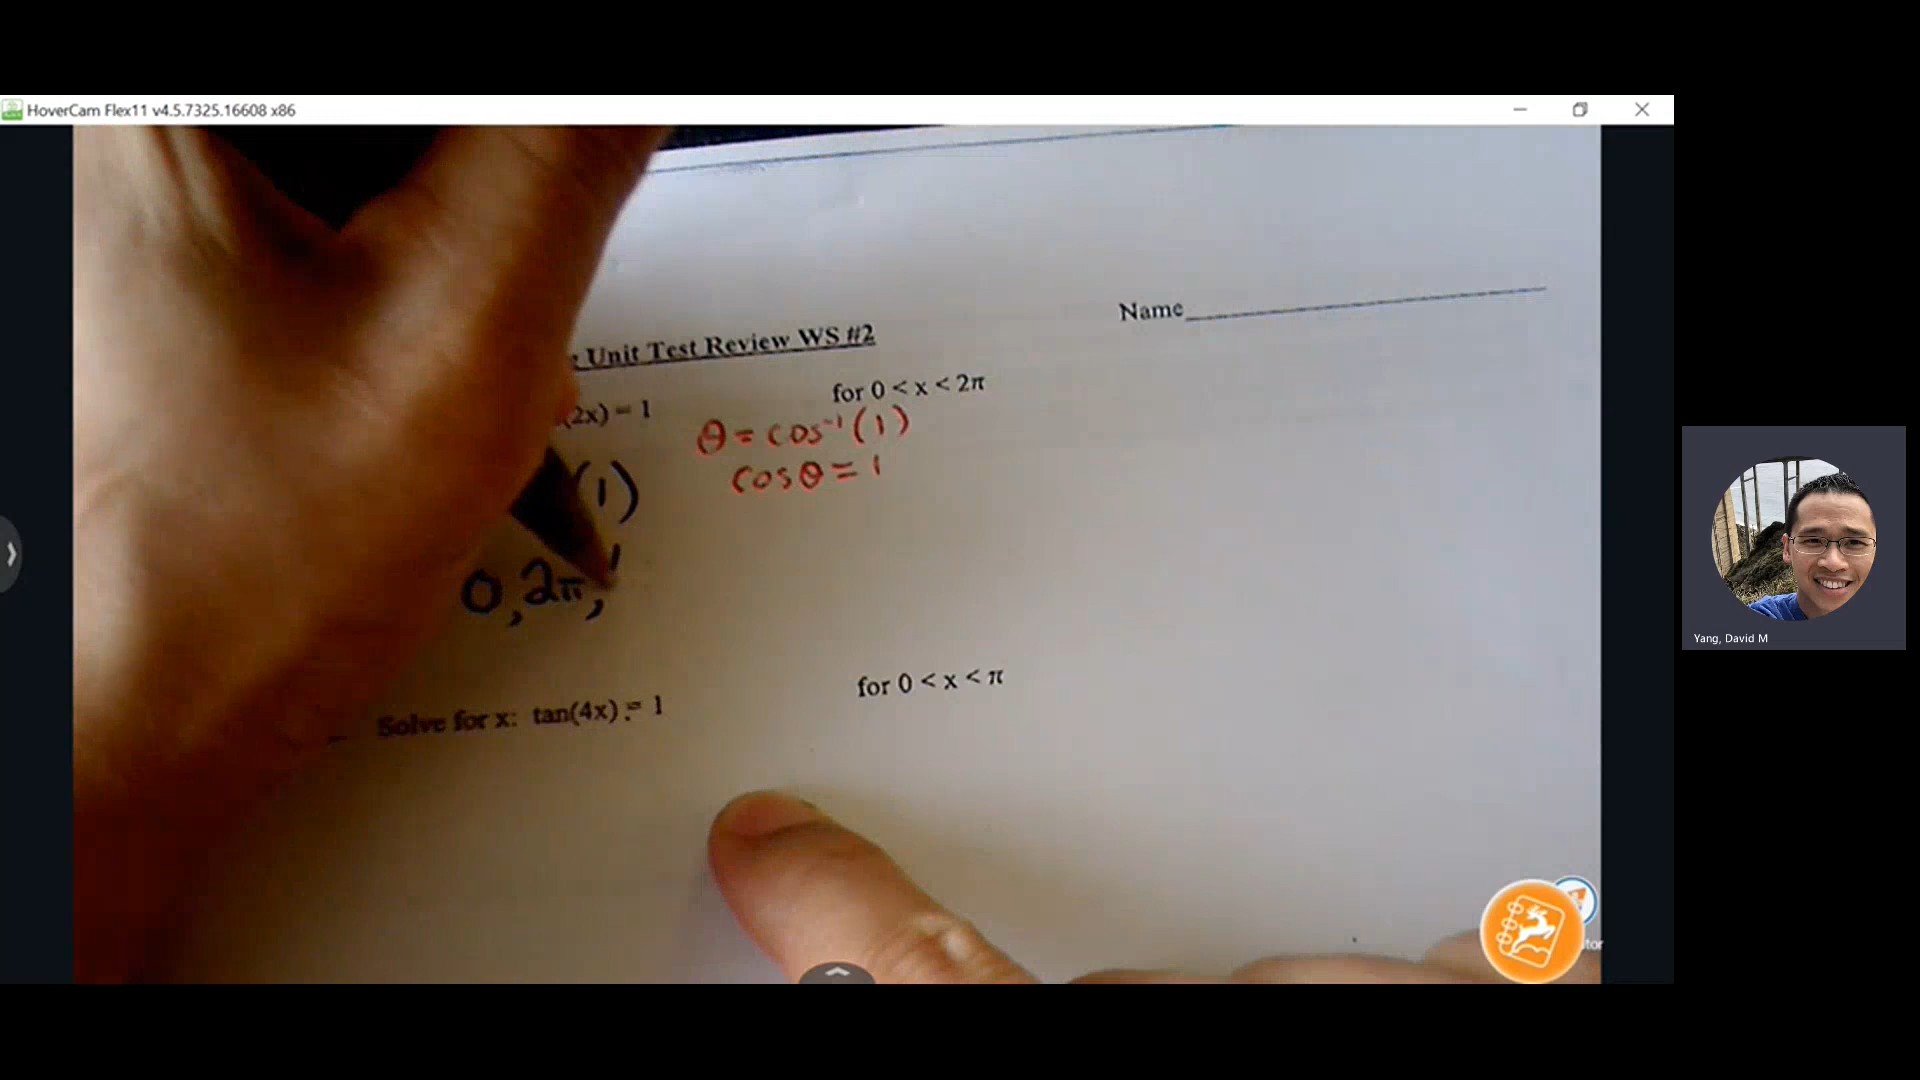 HoverCam Flex11 v4.5.7325.16608 x86
Name
Unit Test Review WS #2
(2x) = 1 for 0 < x < 2π
θ = cos⁻¹(1)
cosθ = 1
(1)
0, 2π,
Solve for x: tan(4x) = 1 for 0 < x < π
Yang, David M